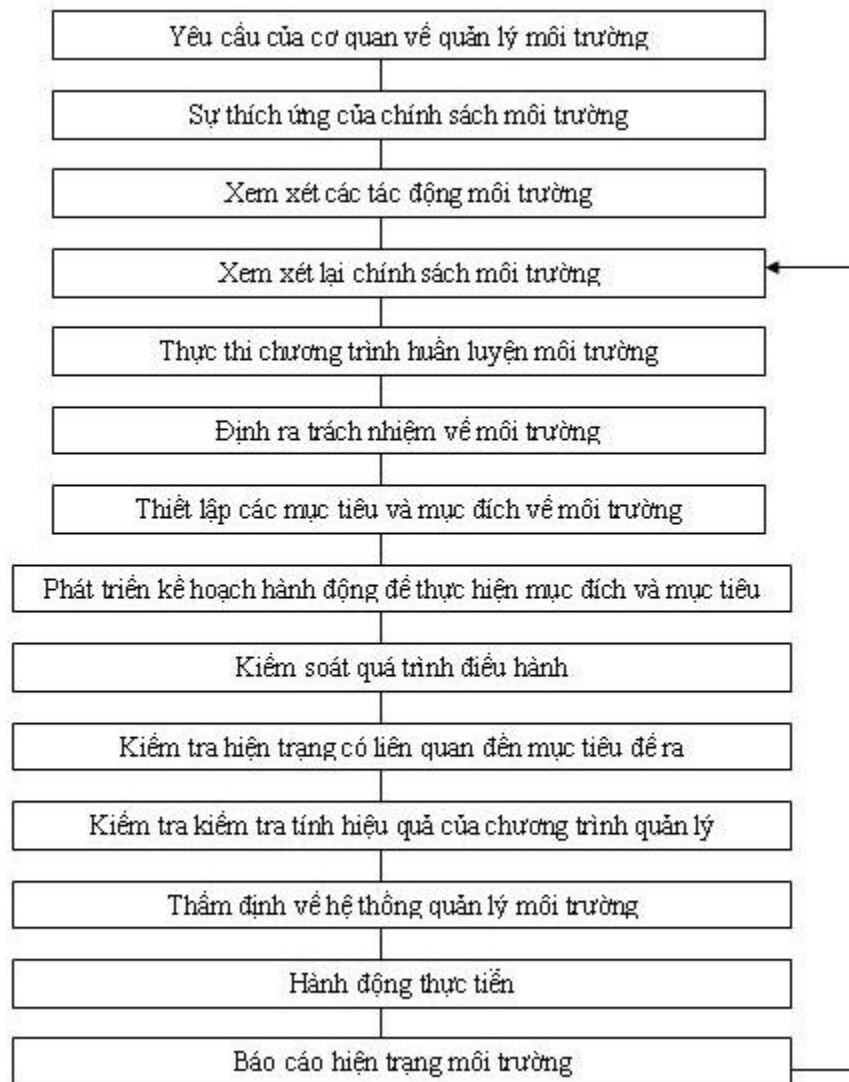 Yêu cầu của cơ quan về quản lý môi trường
Sự thích ứng của chính sách môi trường
Xem xét các tác động môi trường
Xem xét lại chính sách môi trường
Thực thi chương trình huấn luyện môi trường
Định ra trách nhiệm về môi trường
Thiết lập các mục tiêu và mục đích về môi trường
Phát triển kế hoạch hành động để thực hiện mục đích và mục tiêu
Kiểm soát quá trình điều hành
Kiểm tra hiện trạng có liên quan đến mục tiêu đề ra
Kiểm tra kiểm tra tính hiệu quả của chương trình quản lý
Thẩm định về hệ thống quản lý môi trường
Hành động thực tiễn
Báo cáo hiện trạng môi trường